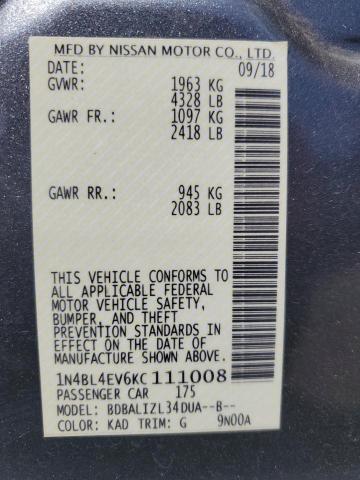 MFD BY NISSAN MOTOR CO., LTD.
DATE: 09/18
GVWR: 1963 KG
4328 LB
GAWR FR.: 1097 KG
2418 LB
GAWR RR.: 945 KG
2083 LB
THIS VEHICLE CONFORMS TO
ALL APPLICABLE FEDERAL
MOTOR VEHICLE SAFETY,
BUMPER, AND THEFT
PREVENTION STANDARDS IN
EFFECT ON THE DATE OF
MANUFACTURE SHOWN ABOVE.
1N4BL4EV6KC111008
PASSENGER CAR 175
MODEL: BDBALIZL34DUA--B--
COLOR: KAD TRIM: G 9N00A